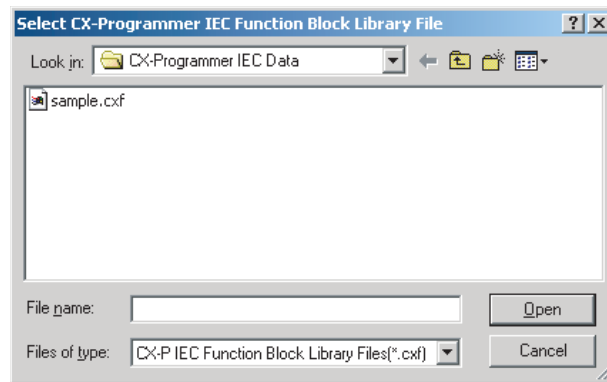 Select CX-Programmer IEC Function Block Library File
Look in: CX-Programmer IEC Data
sample.cxf
File name:
Open
Files of type: CX-P IEC Function Block Library Files(*.cxf)
Cancel